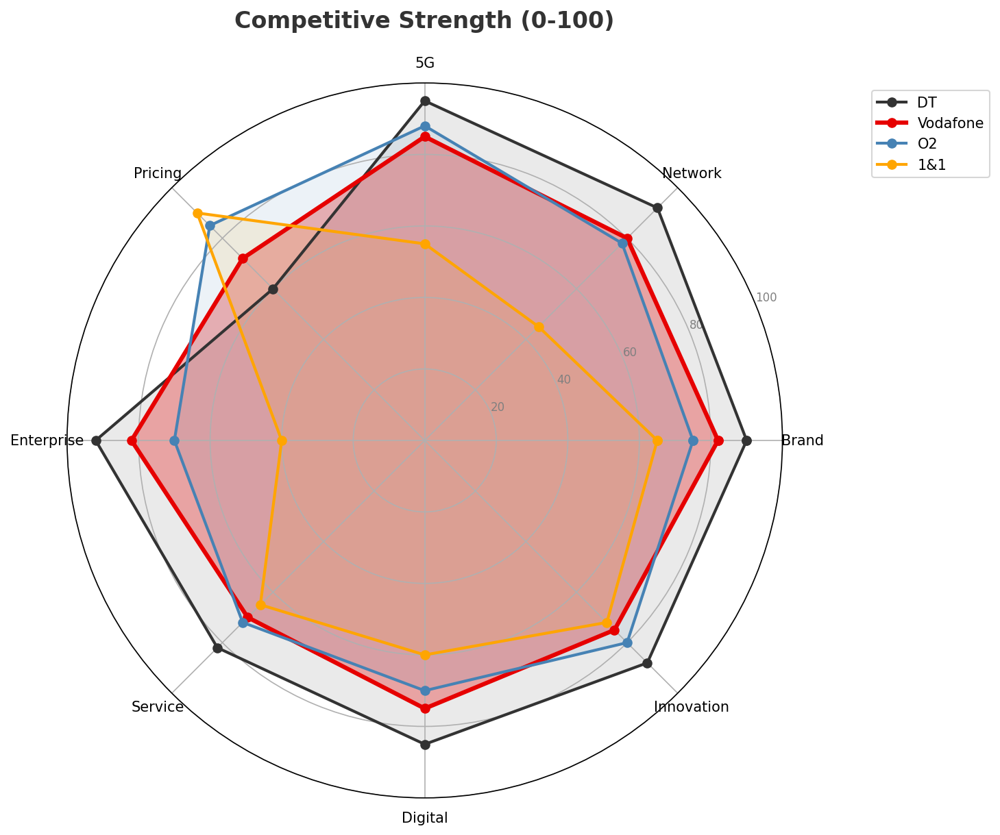 Competitive Strength (0-100)
5G
DT
Vodafone
O2
1&1
Pricing
Network
100
80
60
40
20
Enterprise
Brand
Service
Innovation
Digital